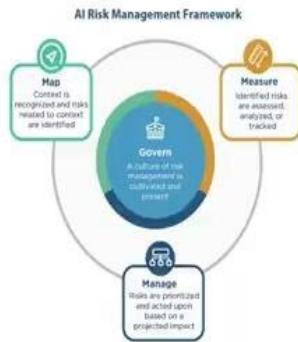 AI Risk Management Framework
Map
Context is
recognized and risks
related to context
are identified
Measure
Identified risks
are assessed,
analyzed, or
tracked
Govern
A culture of risk
management is
cultivated and
present
Manage
Risks are prioritized
and acted upon
based on a
projected impact